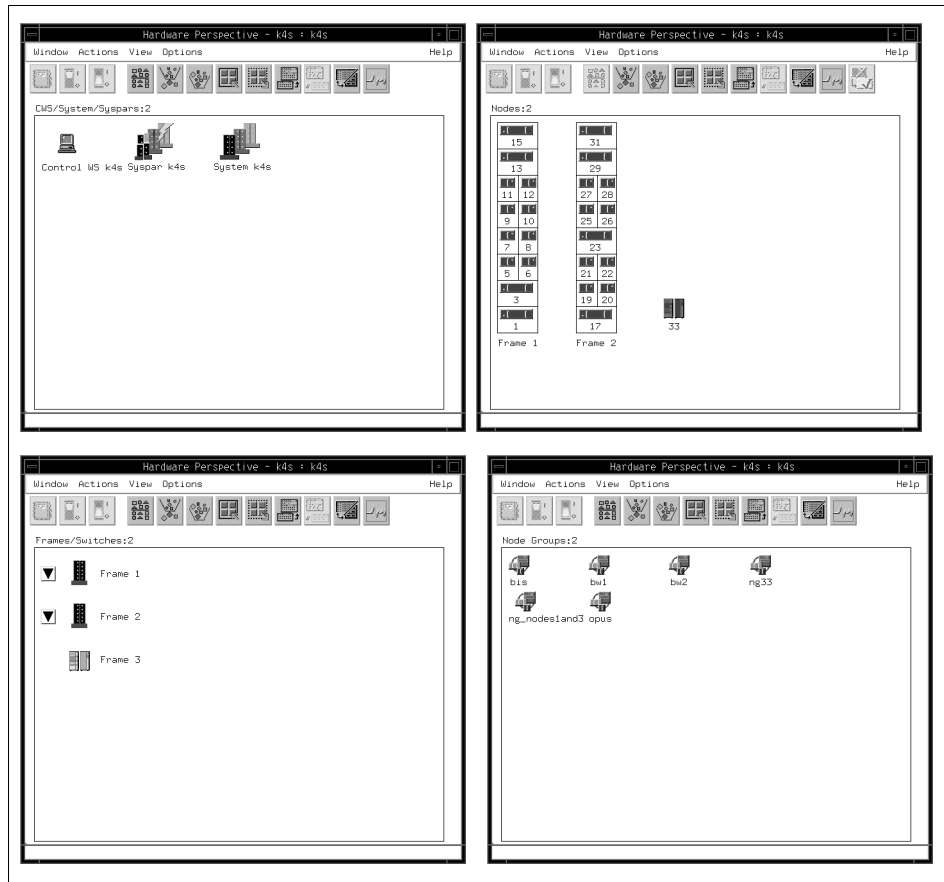 Hardware Perspective - k4s : k4s
Window Actions View Options Help
CWS/System/Syspars:2
Control WS k4s Syspar k4s System k4s
Hardware Perspective - k4s : k4s
Window Actions View Options Help
Nodes:2
15 31
13 29
11 12 27 28
9 10 25 26
7 8 23
5 6 21 22
3 19 20
1 17 33
Frame 1 Frame 2
Hardware Perspective - k4s : k4s
Window Actions View Options Help
Frames/Switches:2
Frame 1
Frame 2
Frame 3
Hardware Perspective - k4s : k4s
Window Actions View Options Help
Node Groups:2
bis bw1 bw2 ng33
ng_nodes1and3 opus